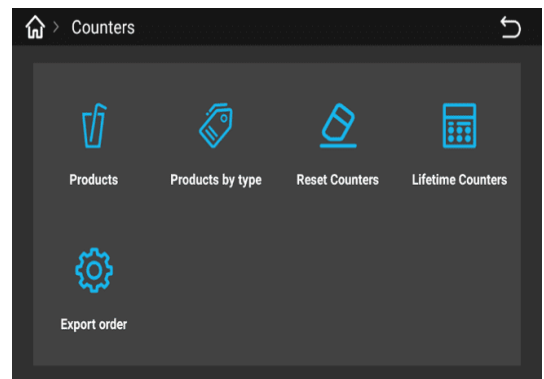 > Counters
Products
Products by type
Reset Counters
Lifetime Counters
Export order